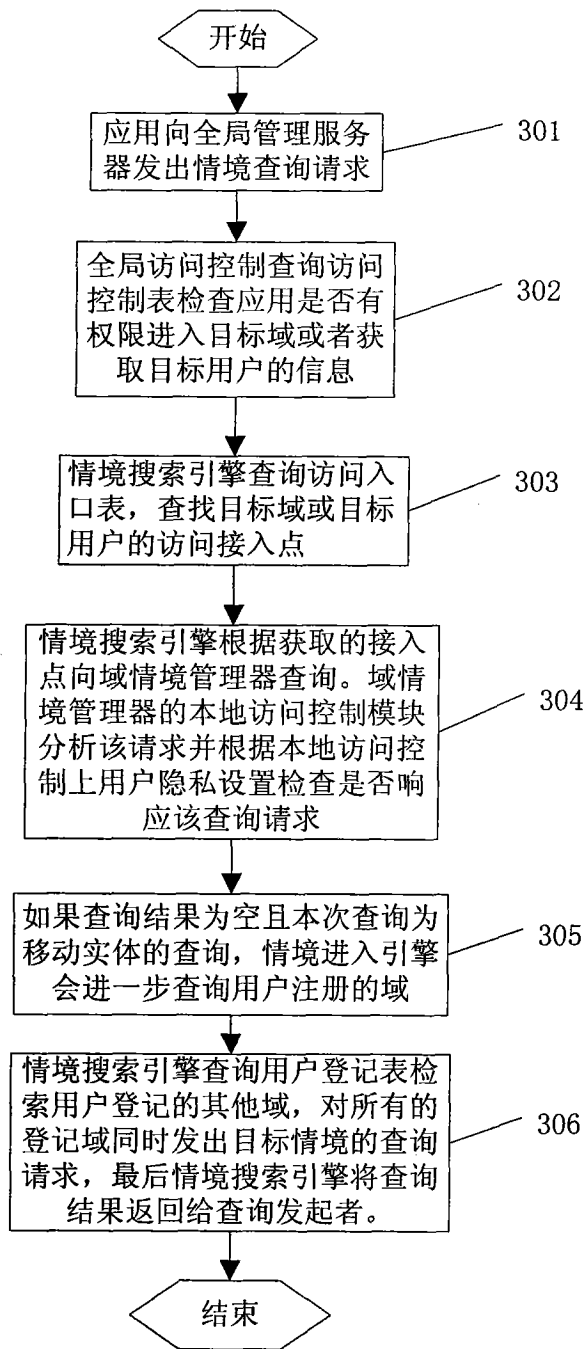 开始
应用向全局管理服务
器发出情境查询请求
301
全局访问控制查询访问
控制表检查应用是否有
权限进入目标域或者获
取目标用户的信息
302
情境搜索引擎查询访问入
口表，查找目标域或目标
用户的访问接入点
303
情境搜索引擎根据获取的接入
点向域情境管理器查询。域情
境管理器的本地访问控制模块
分析该请求并根据本地访问控
制上用户隐私设置检查是否响
应该查询请求
304
如果查询结果为空且本次查询为
移动实体的查询，情境进入引擎
会进一步查询用户注册的域
305
情境搜索引擎查询用户登记表检
索用户登记的其他域，对所有的
登记域同时发出目标情境的查询
请求，最后情境搜索引擎将查询
结果返回给查询发起者。
306
结束